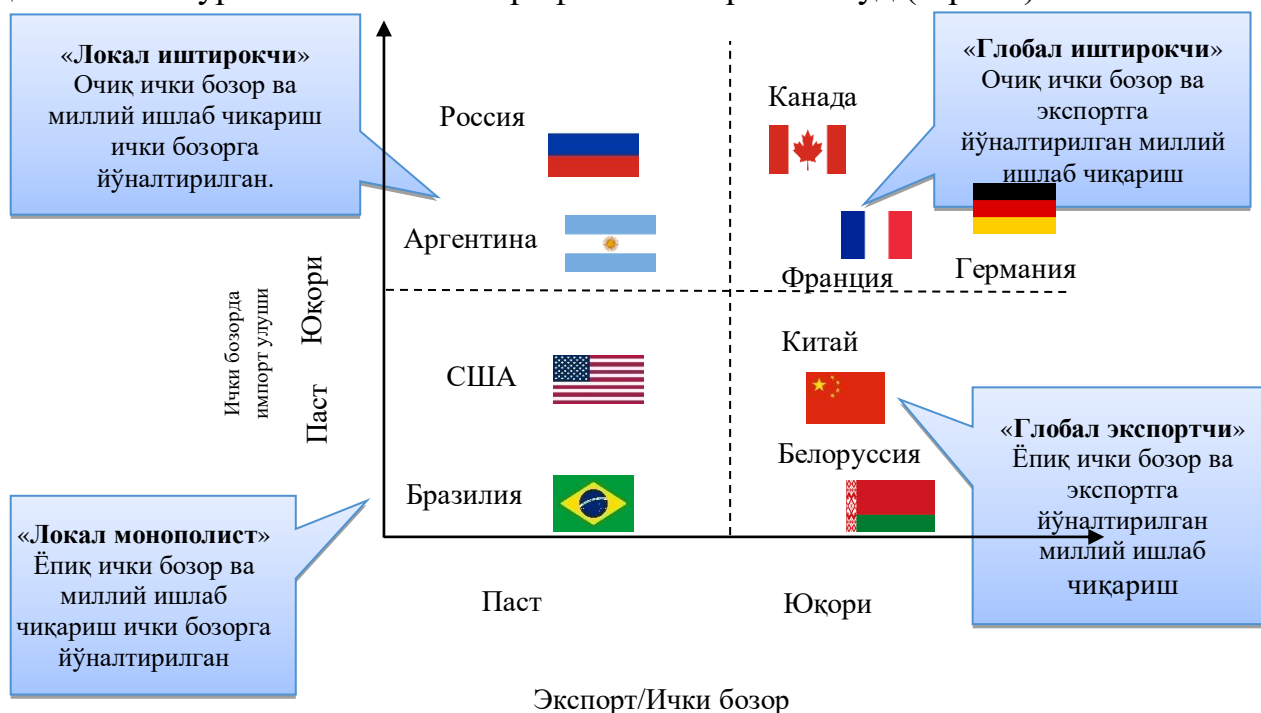 «Локал иштирокчи»
Очиқ ички бозор ва
миллий ишлаб чикариш
ички бозорга
йўналтирилган.
Россия
Канада
«Глобал иштирокчи»
Очиқ ички бозор ва
экспортга
йўналтирилган миллий
ишлаб чиқариш
Аргентина
Франция
Германия
Ички бозорда
импорт улуши
Паст Юқори
США
Китай
Бразилия
Белоруссия
«Локал монополист»
Ёпиқ ички бозор ва
миллий ишлаб
чиқариш ички бозорга
йўналтирилган
«Глобал экспортчи»
Ёпиқ ички бозор ва
экспортга
йўналтирилган
миллий ишлаб
чиқариш
Паст
Юқори
Экспорт/Ички бозор